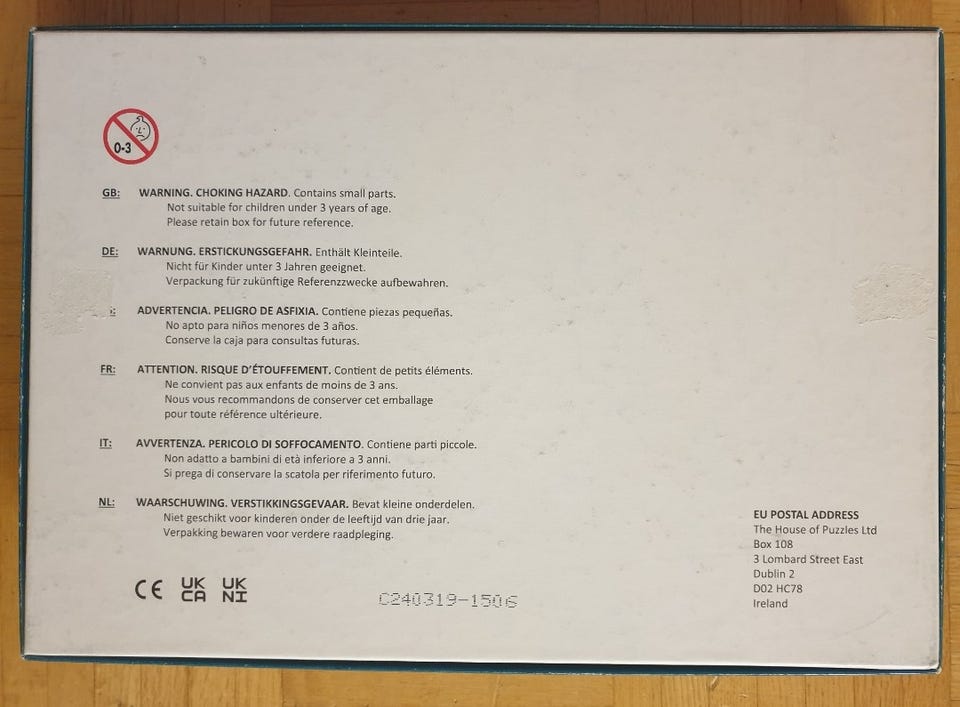 0-3
GB: WARNING. CHOKING HAZARD. Contains small parts.
Not suitable for children under 3 years of age.
Please retain box for future reference.
DE: WARNUNG. ERSTICKUNGSGEFAHR. Enthält Kleinteile.
Nicht für Kinder unter 3 Jahren geeignet.
Verpackung für zukünftige Referenzzwecke aufbewahren.
: ADVERTENCIA. PELIGRO DE ASFIXIA. Contiene piezas pequeñas.
No apto para niños menores de 3 años.
Conserve la caja para consultas futuras.
FR: ATTENTION. RISQUE D'ÉTOUFFEMENT. Contient de petits éléments.
Ne convient pas aux enfants de moins de 3 ans.
Nous vous recommandons de conserver cet emballage
pour toute référence ultérieure.
IT: AVVERTENZA. PERICOLO DI SOFFOCAMENTO. Contiene parti piccole.
Non adatto a bambini di età inferiore a 3 anni.
Si prega di conservare la scatola per riferimento futuro.
NL: WAARSCHUWING. VERSTIKKINGSGEVAAR. Bevat kleine onderdelen.
Niet geschikt voor kinderen onder de leeftijd van drie jaar.
Verpakking bewaren voor verdere raadpleging.
CE UK CA UK NI
C240319-1506
EU POSTAL ADDRESS
The House of Puzzles Ltd
Box 108
3 Lombard Street East
Dublin 2
D02 HC78
Ireland